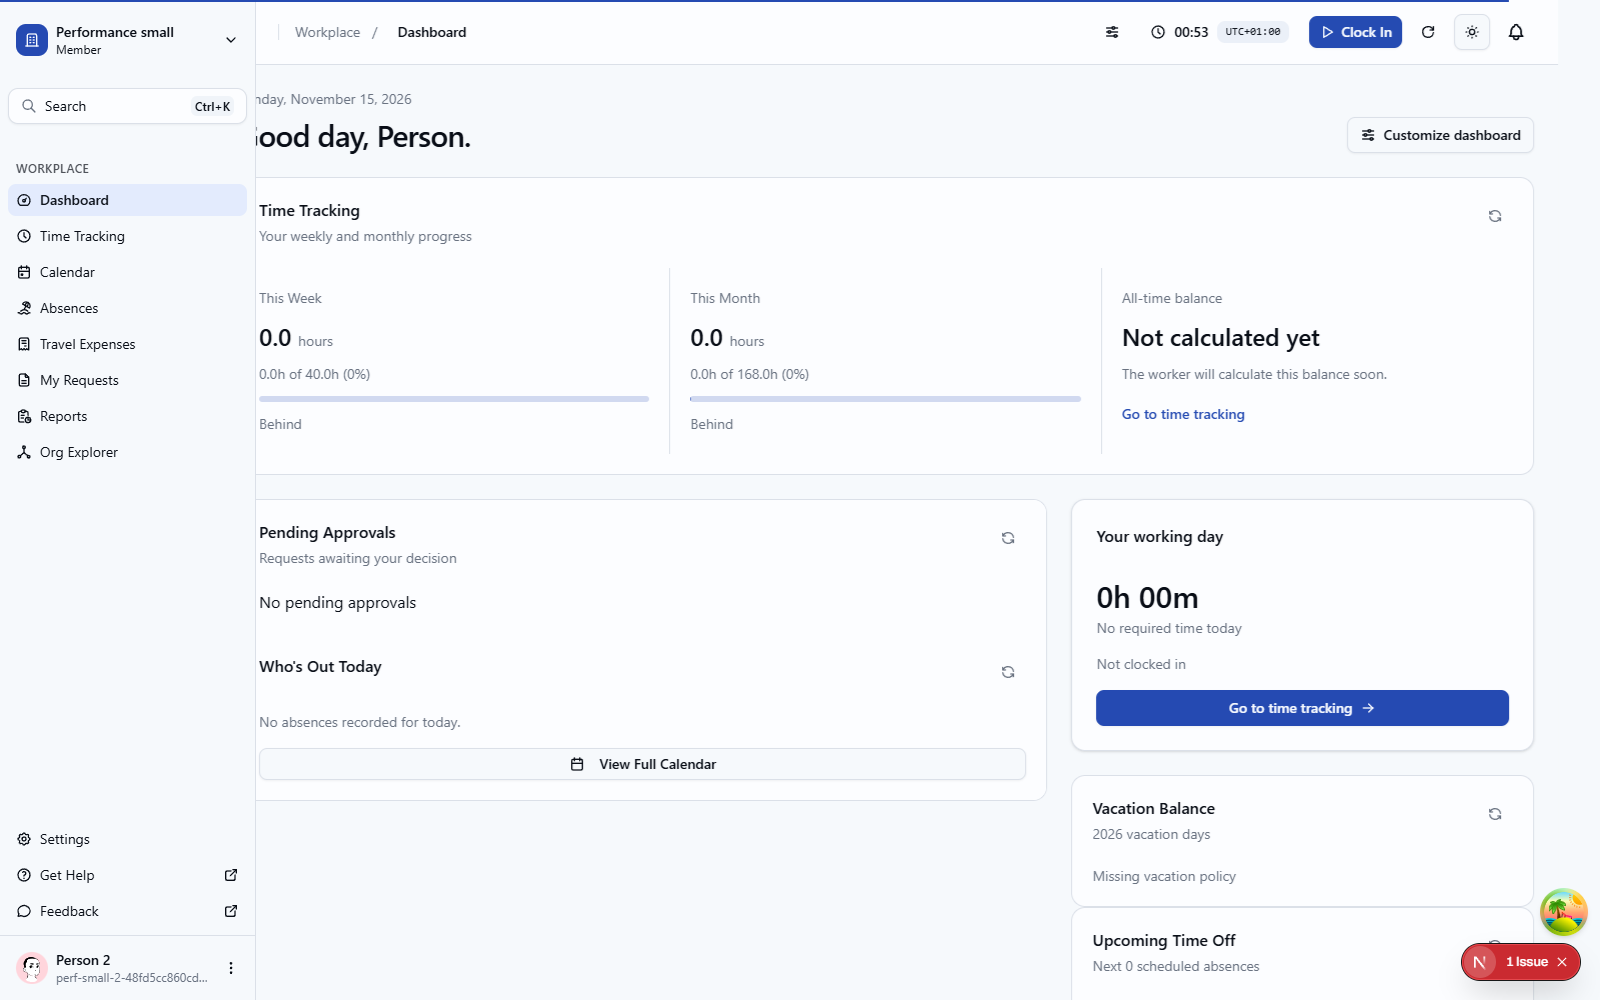 Performance small
Member
Search
Ctrl+K
WORKPLACE
Dashboard
Time Tracking
Calendar
Absences
Travel Expenses
My Requests
Reports
Org Explorer
Settings
Get Help
Feedback
Person 2
perf-small-2-48fd5cc860cd...
Workplace / Dashboard
00:53
UTC+01:00
Clock In
nday, November 15, 2026
Good day, Person.
Customize dashboard
Time Tracking
Your weekly and monthly progress
This Week
0.0 hours
0.0h of 40.0h (0%)
Behind
This Month
0.0 hours
0.0h of 168.0h (0%)
Behind
All-time balance
Not calculated yet
The worker will calculate this balance soon.
Go to time tracking
Pending Approvals
Requests awaiting your decision
No pending approvals
Who's Out Today
No absences recorded for today.
View Full Calendar
Your working day
0h 00m
No required time today
Not clocked in
Go to time tracking
Vacation Balance
2026 vacation days
Missing vacation policy
Upcoming Time Off
Next 0 scheduled absences
N 1 Issue